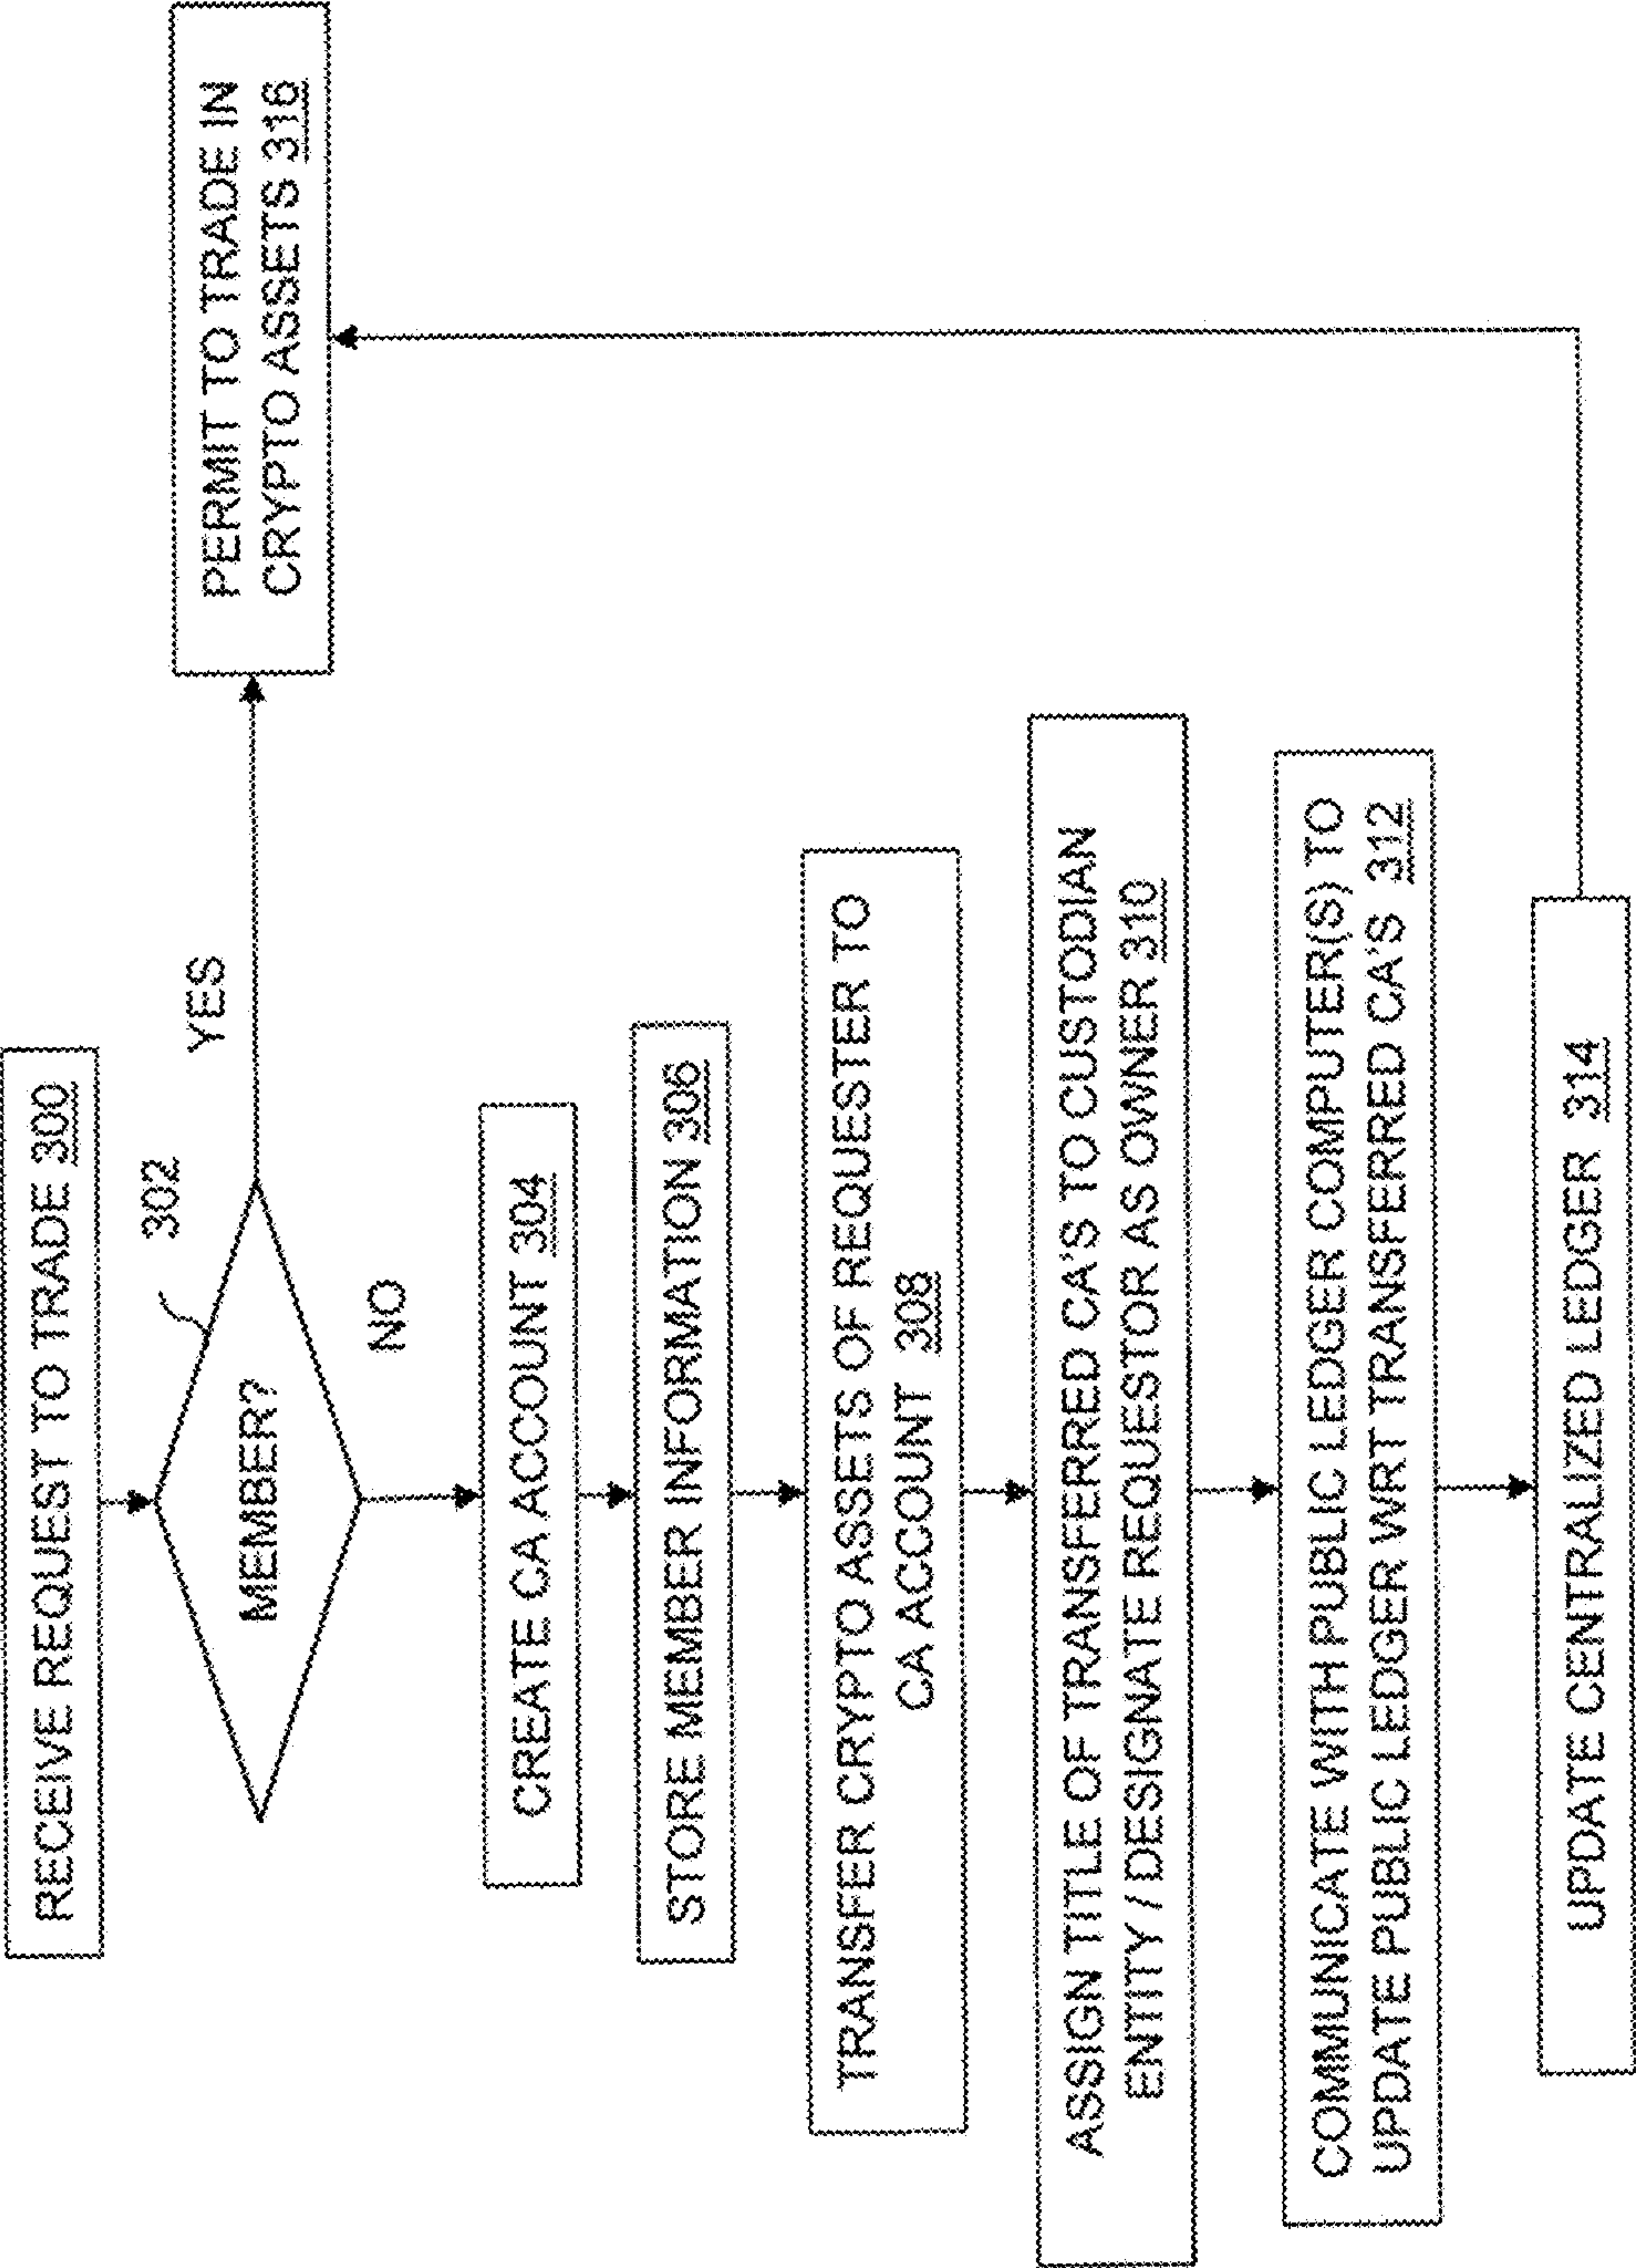 RECEIVE REQUEST TO TRADE 300
302
MEMBER?
YES
NO
PERMIT TO TRADE IN
CRYPTO ASSETS 316
CREATE CA ACCOUNT 304
STORE MEMBER INFORMATION 306
TRANSFER CRYPTO ASSETS OF REQUESTER TO
CA ACCOUNT 308
ASSIGN TITLE OF TRANSFERRED CA'S TO CUSTODIAN
ENTITY / DESIGNATE REQUESTOR AS OWNER 310
COMMUNICATE WITH PUBLIC LEDGER COMPUTER(S) TO
UPDATE PUBLIC LEDGER WRT TRANSFERRED CA'S 312
UPDATE CENTRALIZED LEDGER 314